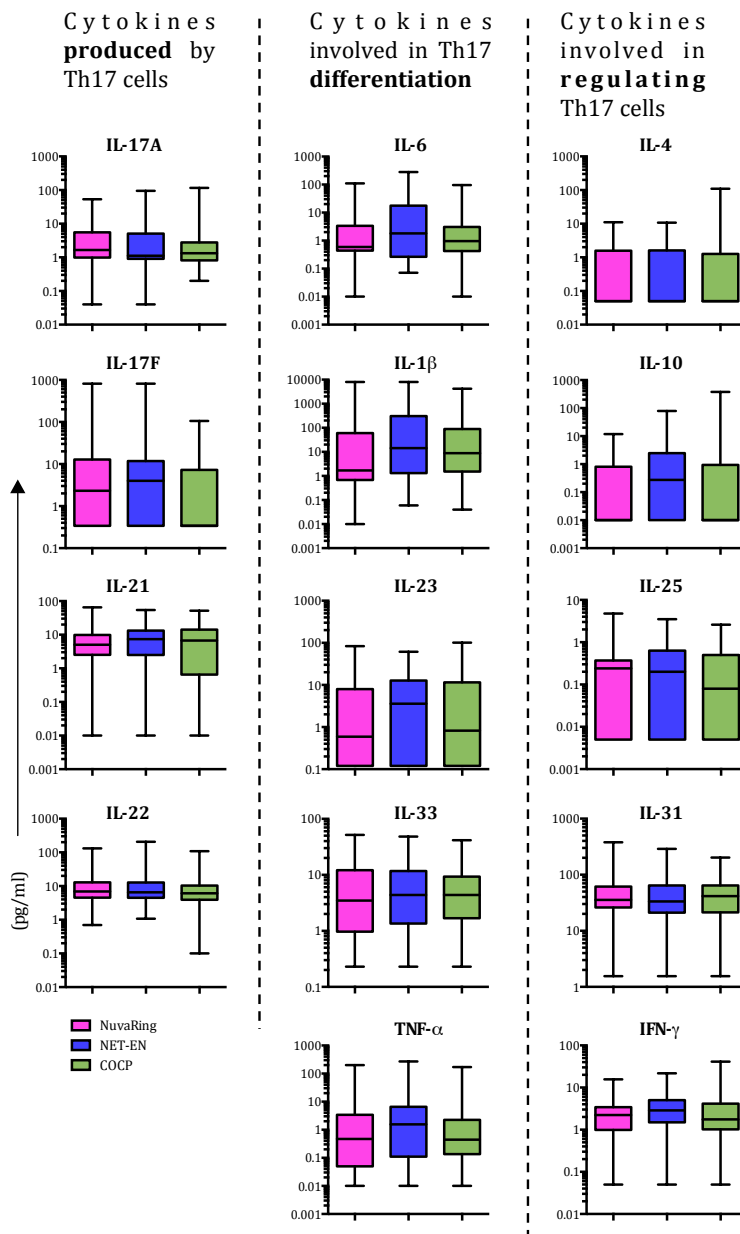 Cytokines
produced by
Th17 cells
Cytokines
involved in Th17
differentiation
Cytokines
involved in
regulating
Th17 cells
IL-17A
1000
100
10
1
0.1
0.01
IL-6
1000
100
10
1
0.1
0.01
0.001
IL-4
1000
100
10
1
0.1
0.01
IL-17F
1000
100
10
1
0.1
IL-1β
10000
1000
100
10
1
0.1
0.01
0.001
IL-10
1000
100
10
1
0.1
0.01
0.001
IL-21
100
10
1
0.1
0.01
0.001
IL-23
1000
100
10
1
0.1
IL-25
10
1
0.1
0.01
0.001
IL-22
1000
100
10
1
0.1
0.01
IL-33
100
10
1
0.1
IL-31
1000
100
10
1
(pg/ml)
NuvaRing
NET-EN
COCP
TNF-α
1000
100
10
1
0.1
0.01
0.001
IFN-γ
100
10
1
0.1
0.01